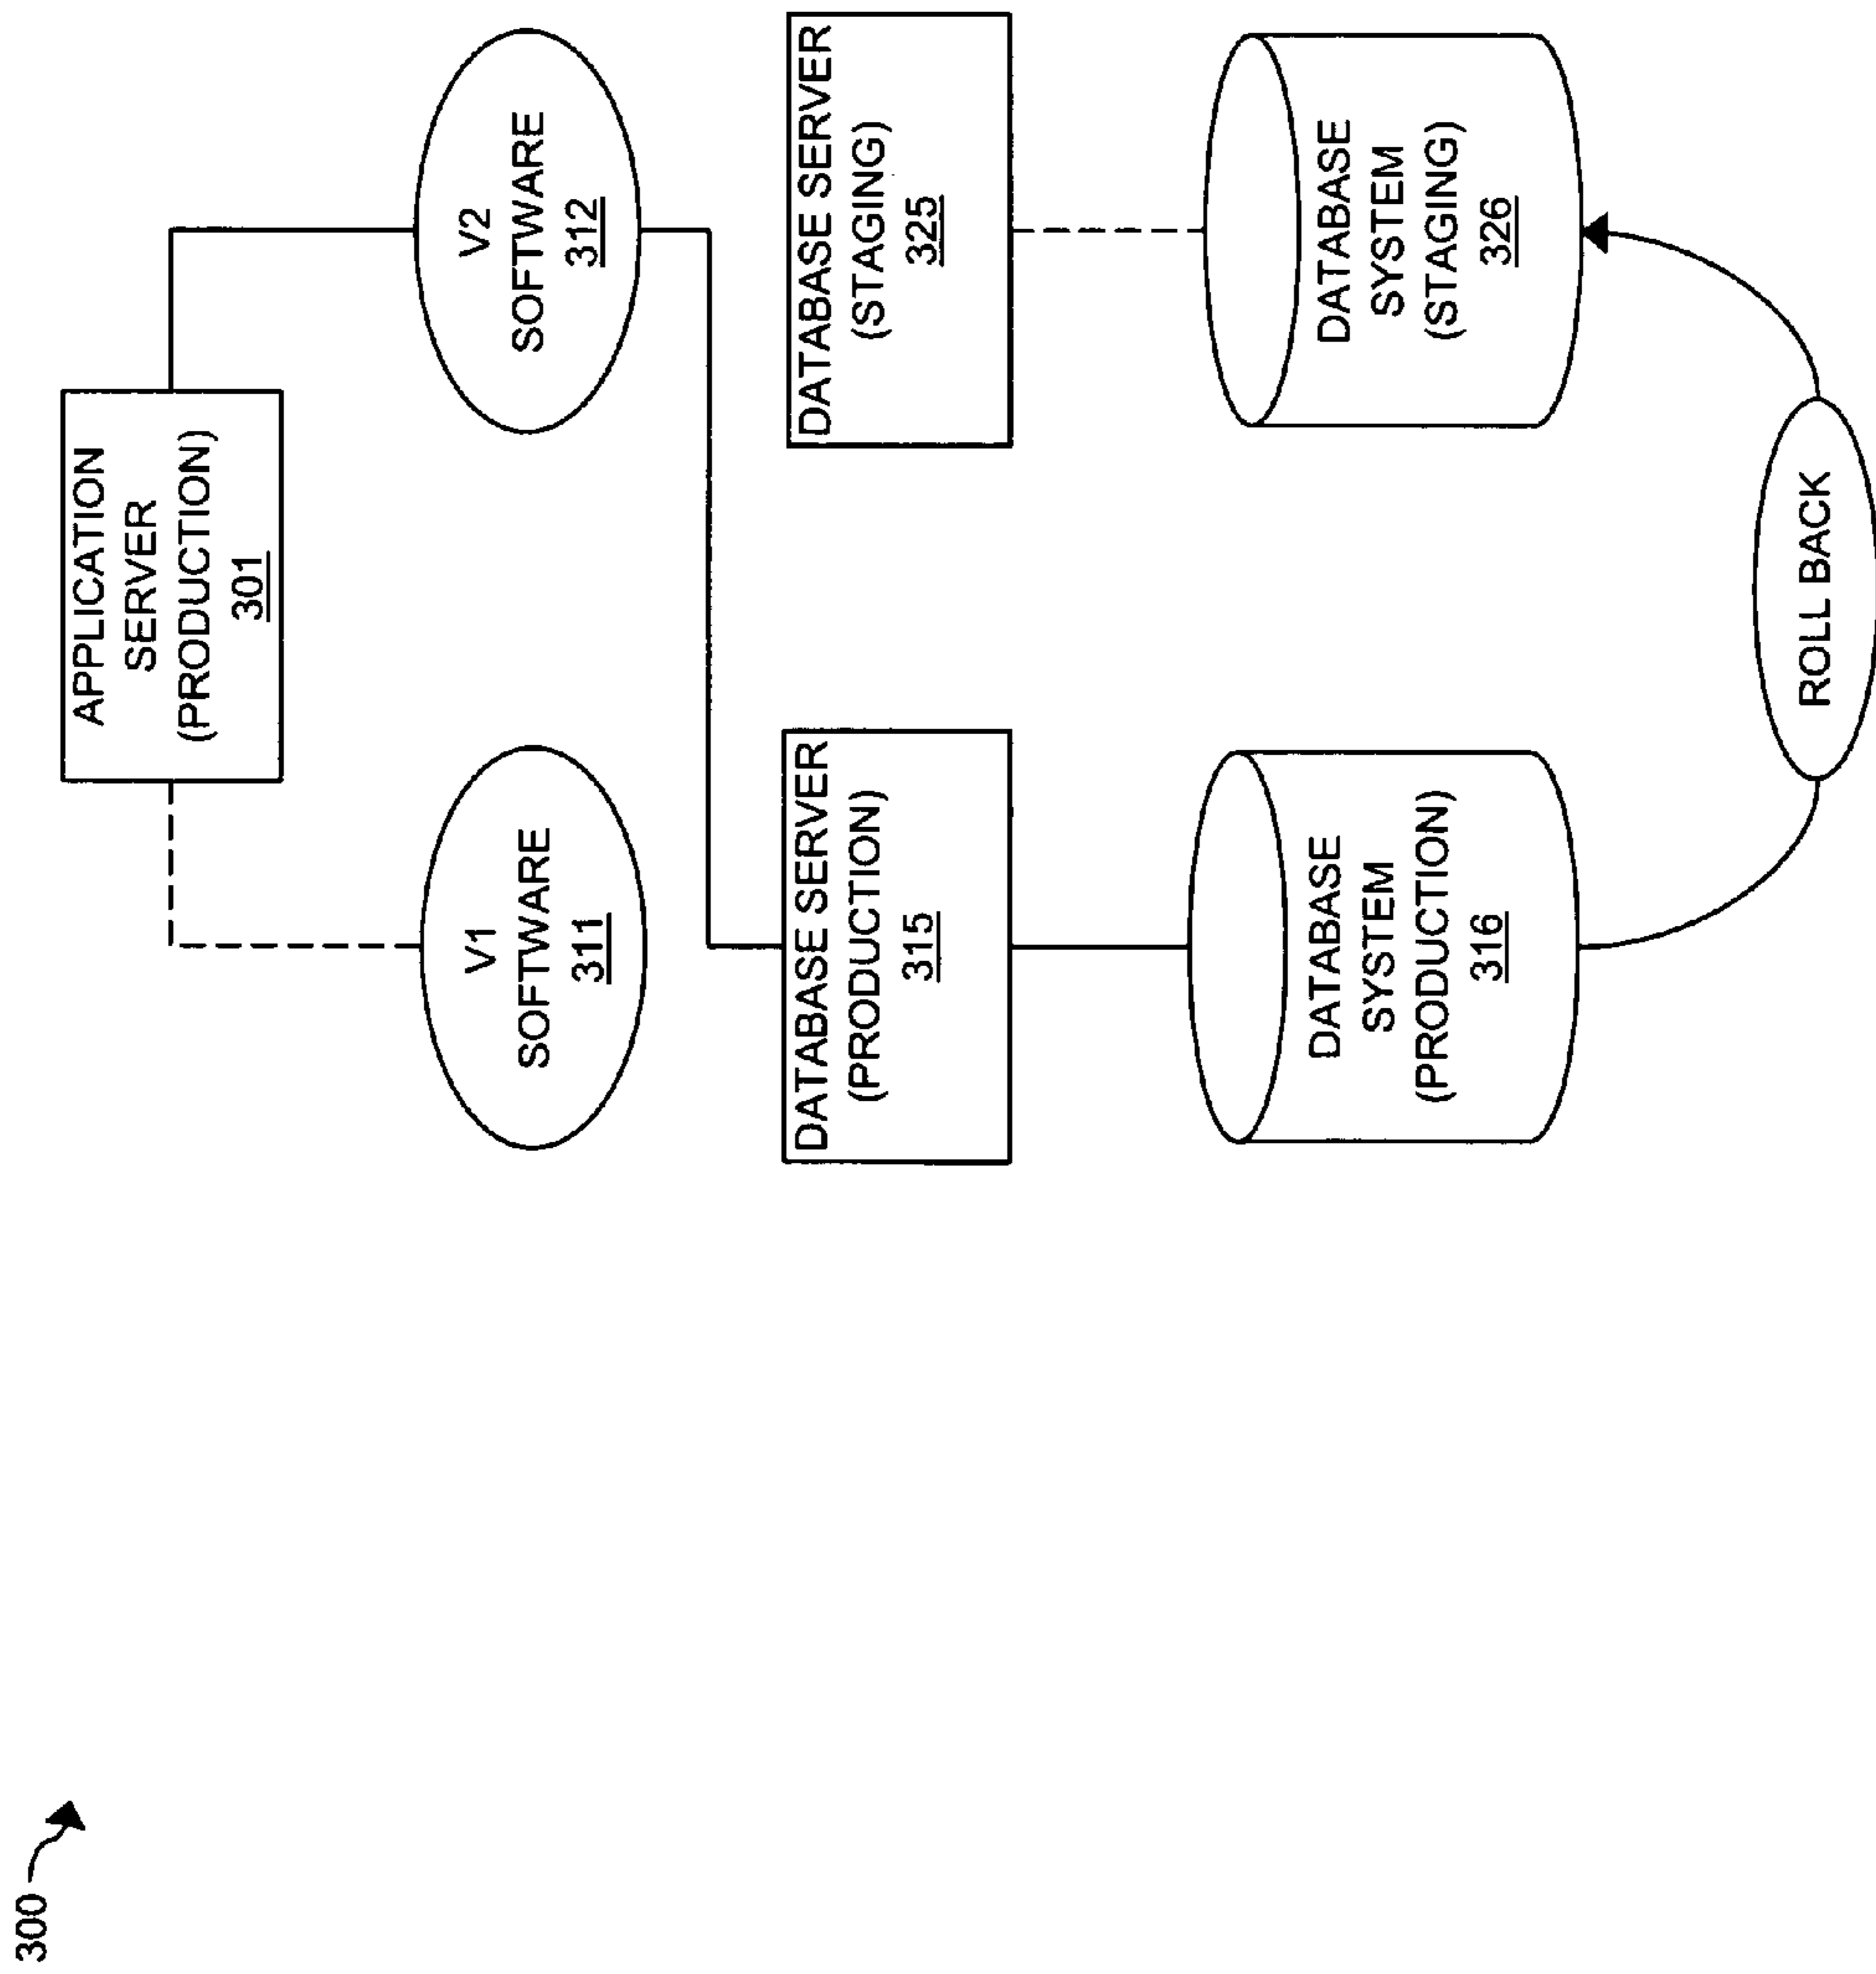 300
APPLICATION
SERVER
(PRODUCTION)
301
V1
SOFTWARE
311
V2
SOFTWARE
312
DATABASE SERVER
(PRODUCTION)
315
DATABASE SERVER
(STAGING)
325
DATABASE
SYSTEM
(PRODUCTION)
316
DATABASE
SYSTEM
(STAGING)
326
ROLL BACK